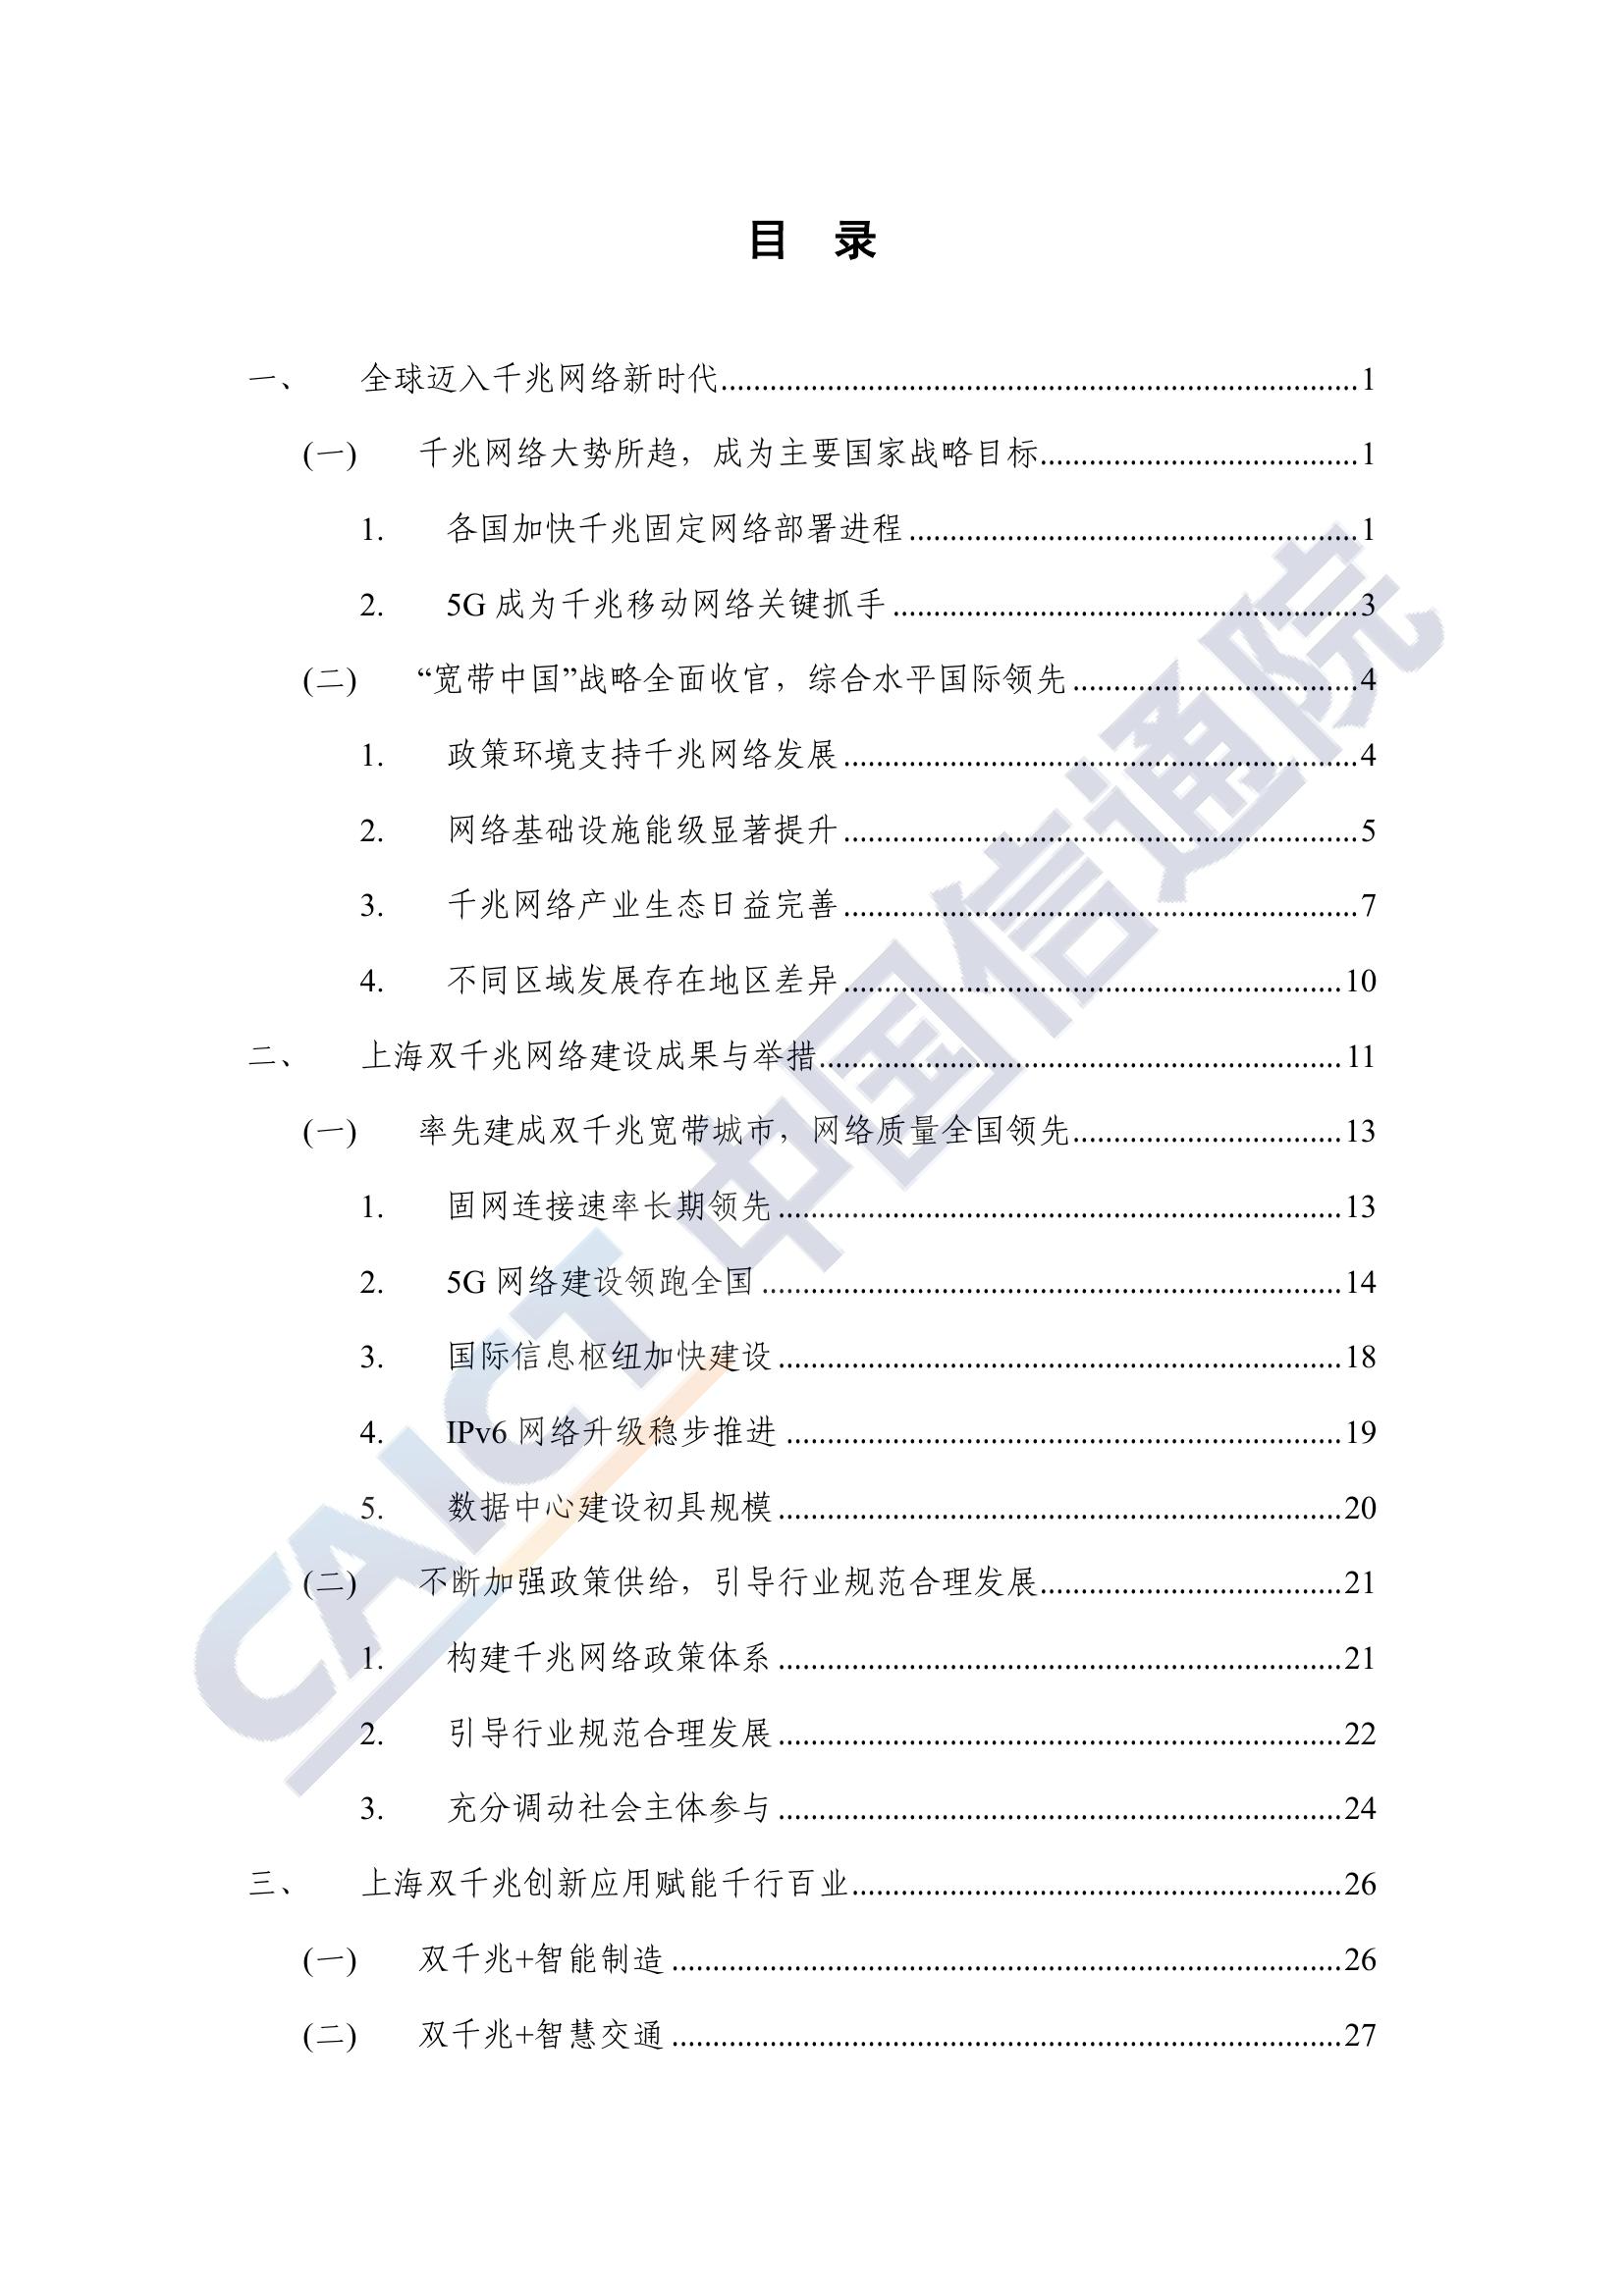 目 录
一、 全球迈入千兆网络新时代 1
(一) 千兆网络大势所趋，成为主要国家战略目标 1
1. 各国加快千兆固定网络部署进程 1
2. 5G 成为千兆移动网络关键抓手 3
(二) “宽带中国”战略全面收官，综合水平国际领先 4
1. 政策环境支持千兆网络发展 4
2. 网络基础设施能级显著提升 5
3. 千兆网络产业生态日益完善 7
4. 不同区域发展存在地区差异 10
二、 上海双千兆网络建设成果与举措 11
(一) 率先建成双千兆宽带城市，网络质量全国领先 13
1. 固网连接速率长期领先 13
2. 5G 网络建设领跑全国 14
3. 国际信息枢纽加快建设 18
4. IPv6 网络升级稳步推进 19
5. 数据中心建设初具规模 20
(二) 不断加强政策供给，引导行业规范合理发展 21
1. 构建千兆网络政策体系 21
2. 引导行业规范合理发展 22
3. 充分调动社会主体参与 24
三、 上海双千兆创新应用赋能千行百业 26
(一) 双千兆+智能制造 26
(二) 双千兆+智慧交通 27
CAICT 中国信通院